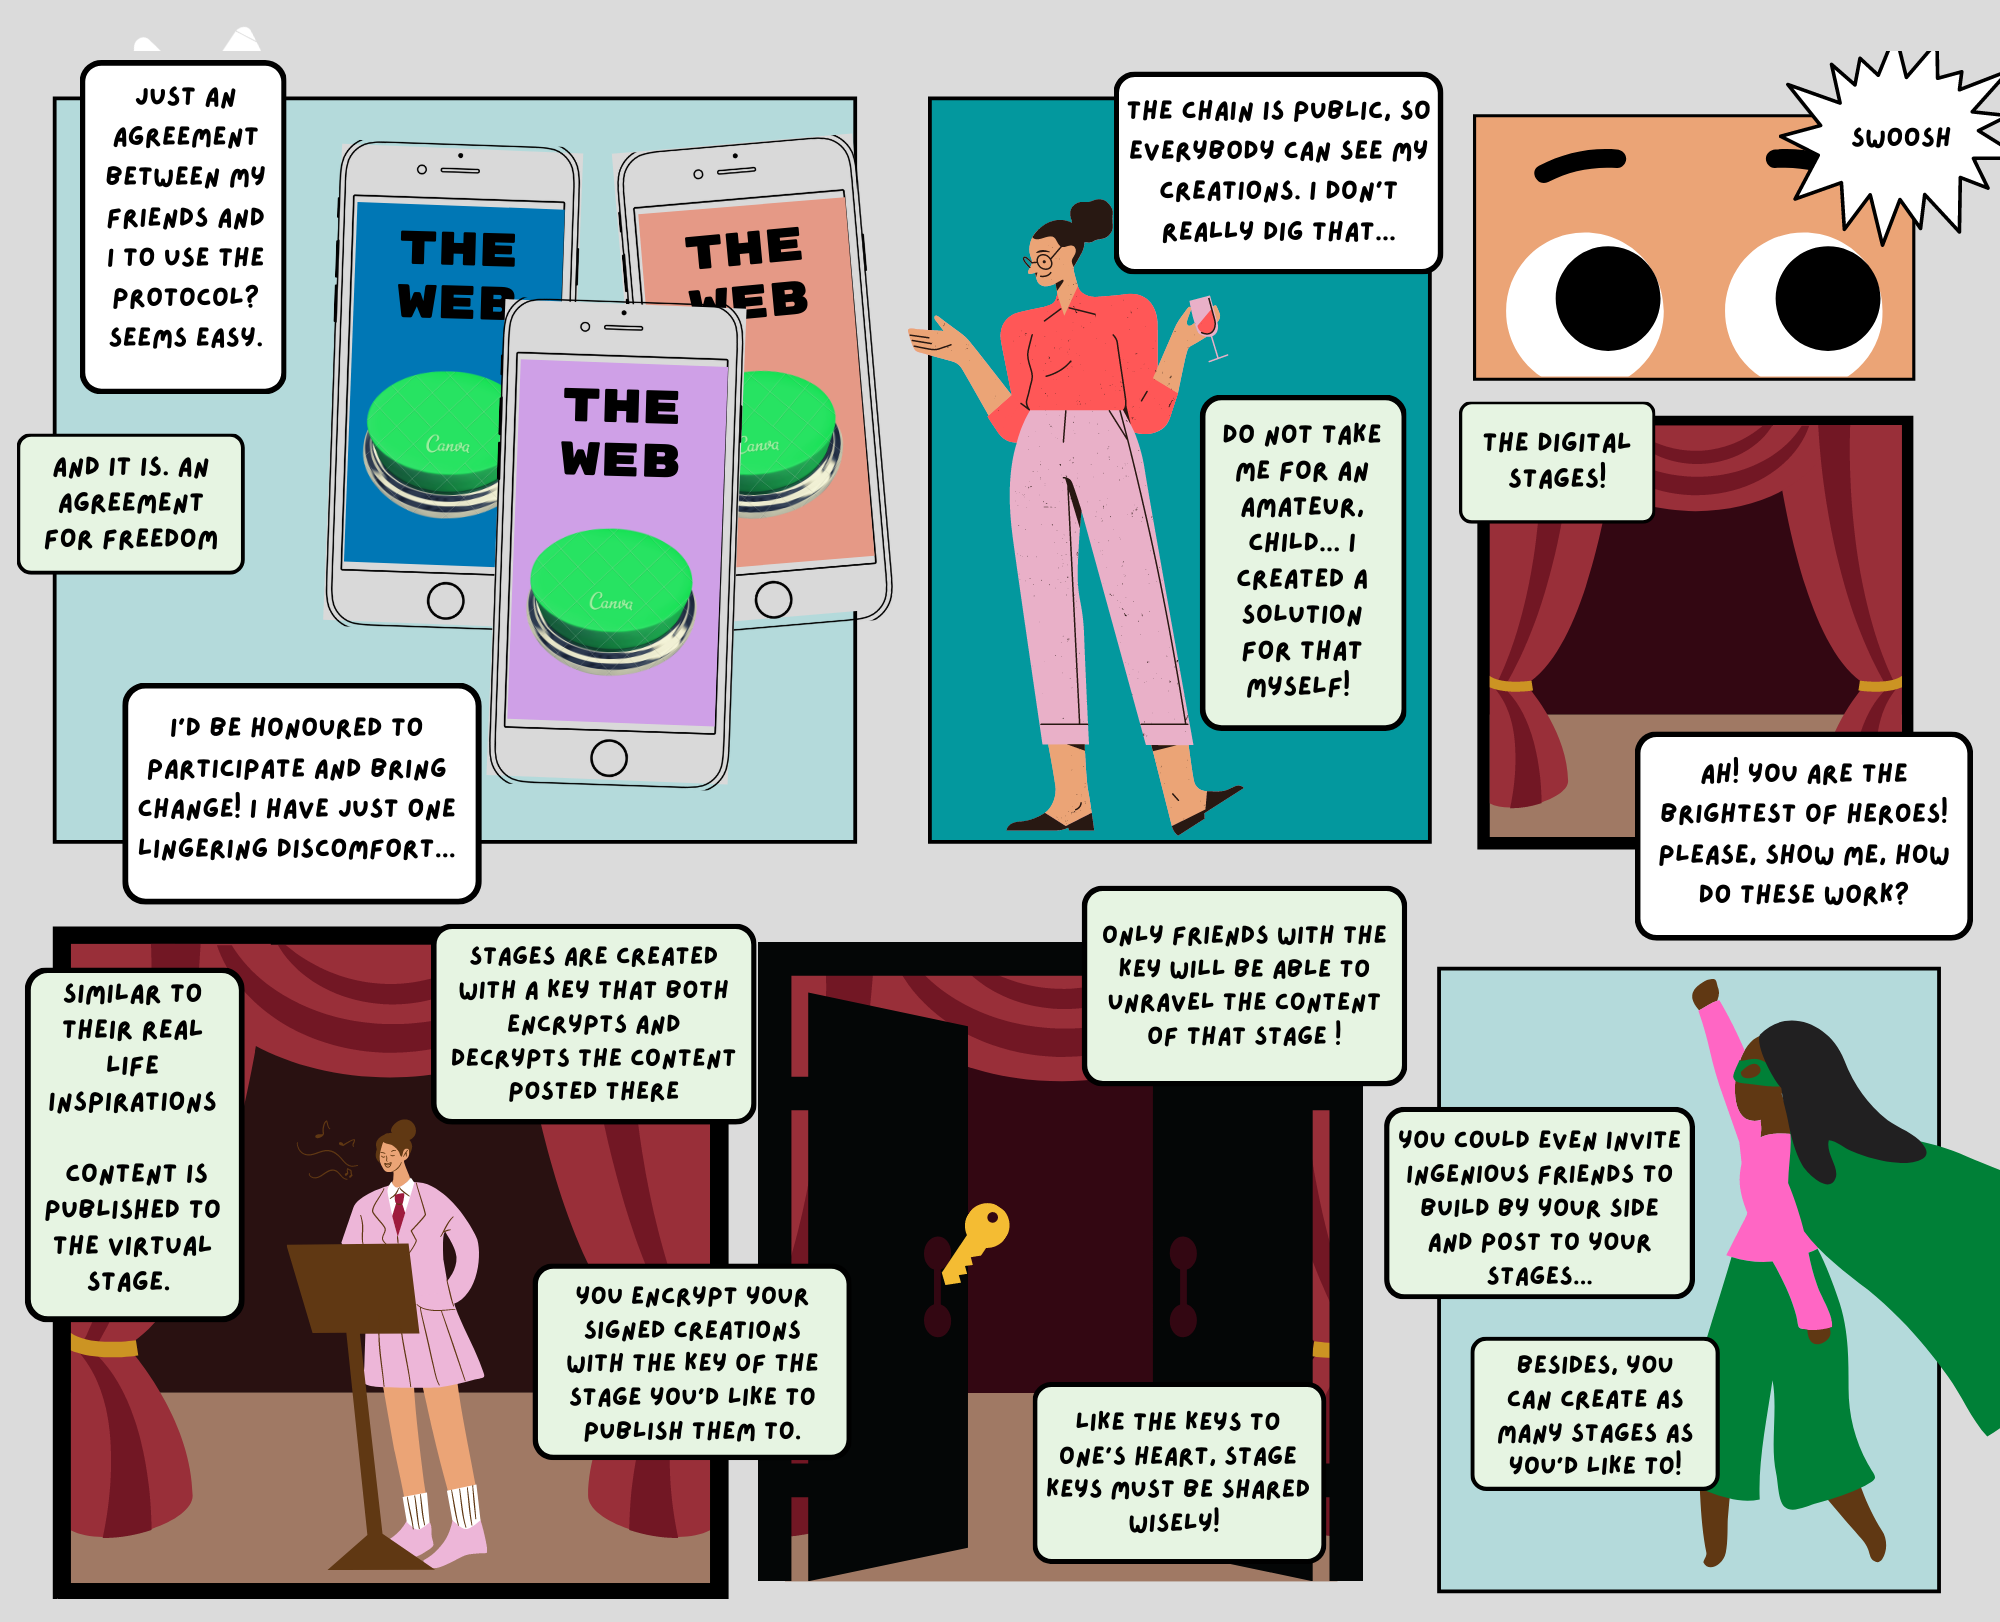 JUST AN
AGREEMENT
BETWEEN MY
FRIENDS AND
I TO USE THE
PROTOCOL?
SEEMS EASY.
AND IT IS. AN
AGREEMENT
FOR FREEDOM
THE
WEB
Canva
THE
WEB
Canva
THE
WEB
Canva
I'D BE HONOURED TO
PARTICIPATE AND BRING
CHANGE! I HAVE JUST ONE
LINGERING DISCOMFORT...
THE CHAIN IS PUBLIC, SO
EVERYBODY CAN SEE MY
CREATIONS. I DON'T
REALLY DIG THAT...
DO NOT TAKE
ME FOR AN
AMATEUR,
CHILD... I
CREATED A
SOLUTION
FOR THAT
MYSELF!
SWOOSH
THE DIGITAL
STAGES!
AH! YOU ARE THE
BRIGHTEST OF HEROES!
PLEASE, SHOW ME, HOW
DO THESE WORK?
SIMILAR TO
THEIR REAL
LIFE
INSPIRATIONS
CONTENT IS
PUBLISHED TO
THE VIRTUAL
STAGE.
STAGES ARE CREATED
WITH A KEY THAT BOTH
ENCRYPTS AND
DECRYPTS THE CONTENT
POSTED THERE
YOU ENCRYPT YOUR
SIGNED CREATIONS
WITH THE KEY OF THE
STAGE YOU'D LIKE TO
PUBLISH THEM TO.
ONLY FRIENDS WITH THE
KEY WILL BE ABLE TO
UNRAVEL THE CONTENT
OF THAT STAGE !
LIKE THE KEYS TO
ONE'S HEART, STAGE
KEYS MUST BE SHARED
WISELY!
YOU COULD EVEN INVITE
INGENIOUS FRIENDS TO
BUILD BY YOUR SIDE
AND POST TO YOUR
STAGES...
BESIDES, YOU
CAN CREATE AS
MANY STAGES AS
YOU'D LIKE TO!